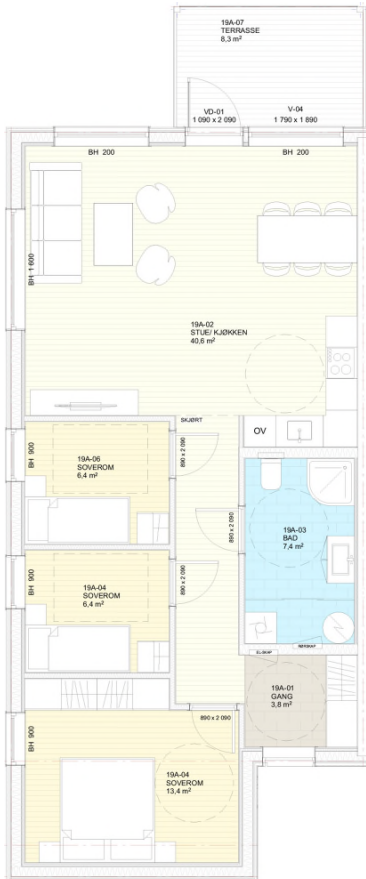 19A-07
TERRASSE
8,3 m²
VD-01
1 090 x 2 090
V-04
1 790 x 1 890
BH 200
BH 200
BH 1 600
19A-02
STUE/ KJØKKEN
40,6 m²
SKJØRT
OV
BH 900
19A-06
SOVEROM
6,4 m²
890 x 2 090
890 x 2 090
19A-03
BAD
7,4 m²
BH 900
19A-04
SOVEROM
6,4 m²
890 x 2 090
EL.SKAP
RØRSKAP
19A-01
GANG
3,8 m²
890 x 2 090
BH 900
19A-04
SOVEROM
13,4 m²